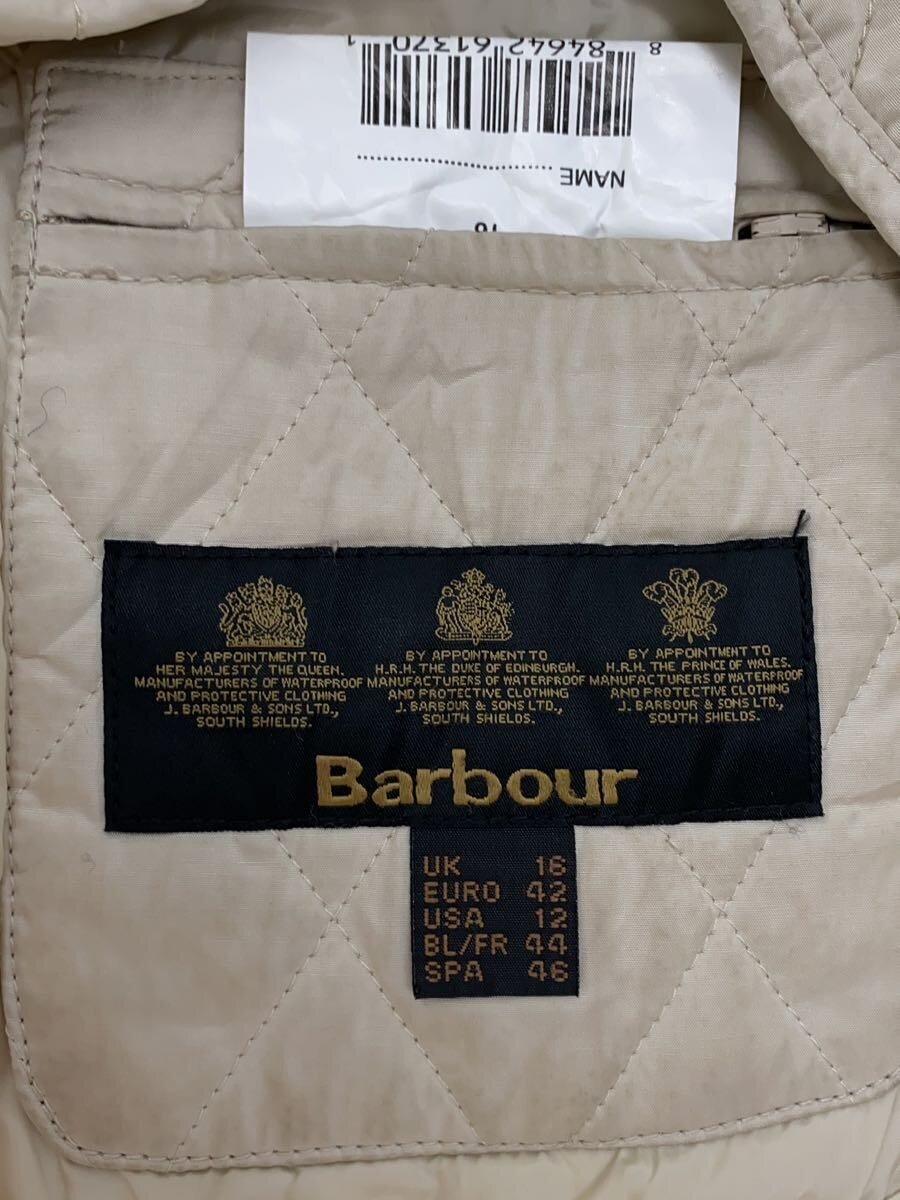 8 84642 61370 1
NAME
BY APPOINTMENT TO
HER MAJESTY THE QUEEN.
MANUFACTURERS OF WATERPROOF
AND PROTECTIVE CLOTHING
J. BARBOUR & SONS LTD.,
SOUTH SHIELDS.
BY APPOINTMENT TO
H.R.H. THE DUKE OF EDINBURGH.
MANUFACTURERS OF WATERPROOF
AND PROTECTIVE CLOTHING
J. BARBOUR & SONS LTD.,
SOUTH SHIELDS.
BY APPOINTMENT TO
H.R.H. THE PRINCE OF WALES.
MANUFACTURERS OF WATERPROOF
AND PROTECTIVE CLOTHING
J. BARBOUR & SONS LTD.,
SOUTH SHIELDS.
Barbour
UK 16
EURO 42
USA 12
BL/FR 44
SPA 46